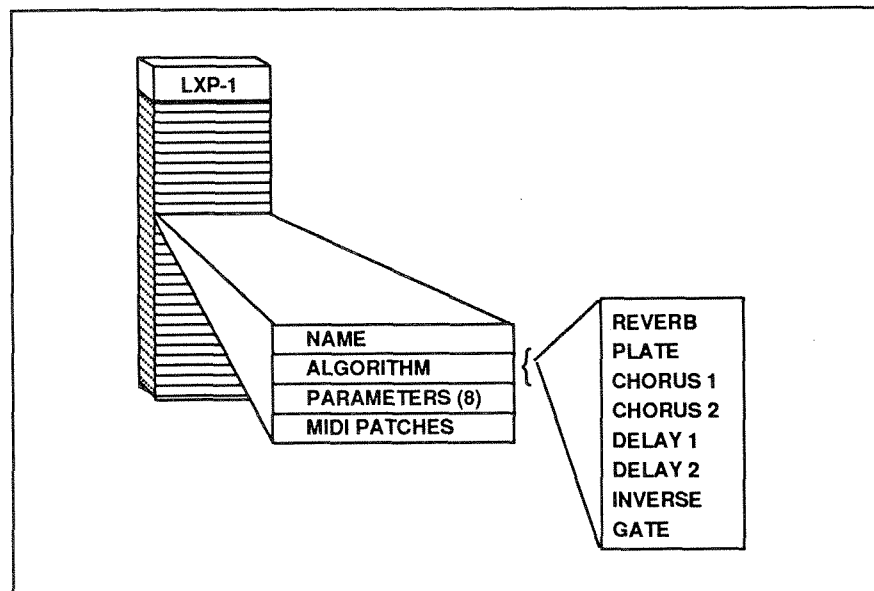 LXP-1
NAME
ALGORITHM
PARAMETERS (8)
MIDI PATCHES
REVERB
PLATE
CHORUS 1
CHORUS 2
DELAY 1
DELAY 2
INVERSE
GATE